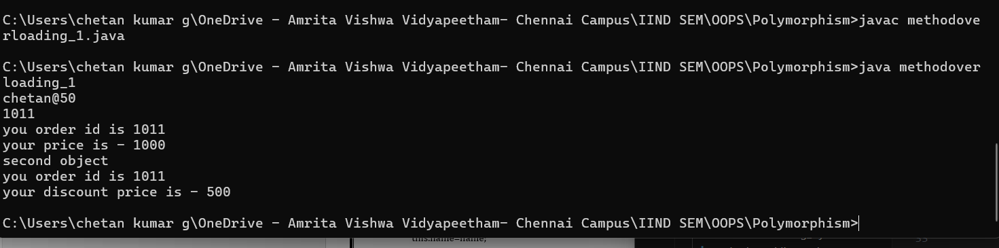 C:\Users\chetan kumar g\OneDrive - Amrita Vishwa Vidyapeetham- Chennai Campus\IIND SEM\OOPS\Polymorphism>javac methodove
rloading_1.java
C:\Users\chetan kumar g\OneDrive - Amrita Vishwa Vidyapeetham- Chennai Campus\IIND SEM\OOPS\Polymorphism>java methodover
loading_1
chetan@50
1011
you order id is 1011
your price is - 1000
second object
you order id is 1011
your discount price is - 500
C:\Users\chetan kumar g\OneDrive - Amrita Vishwa Vidyapeetham- Chennai Campus\IIND SEM\OOPS\Polymorphism>
this.name=name;